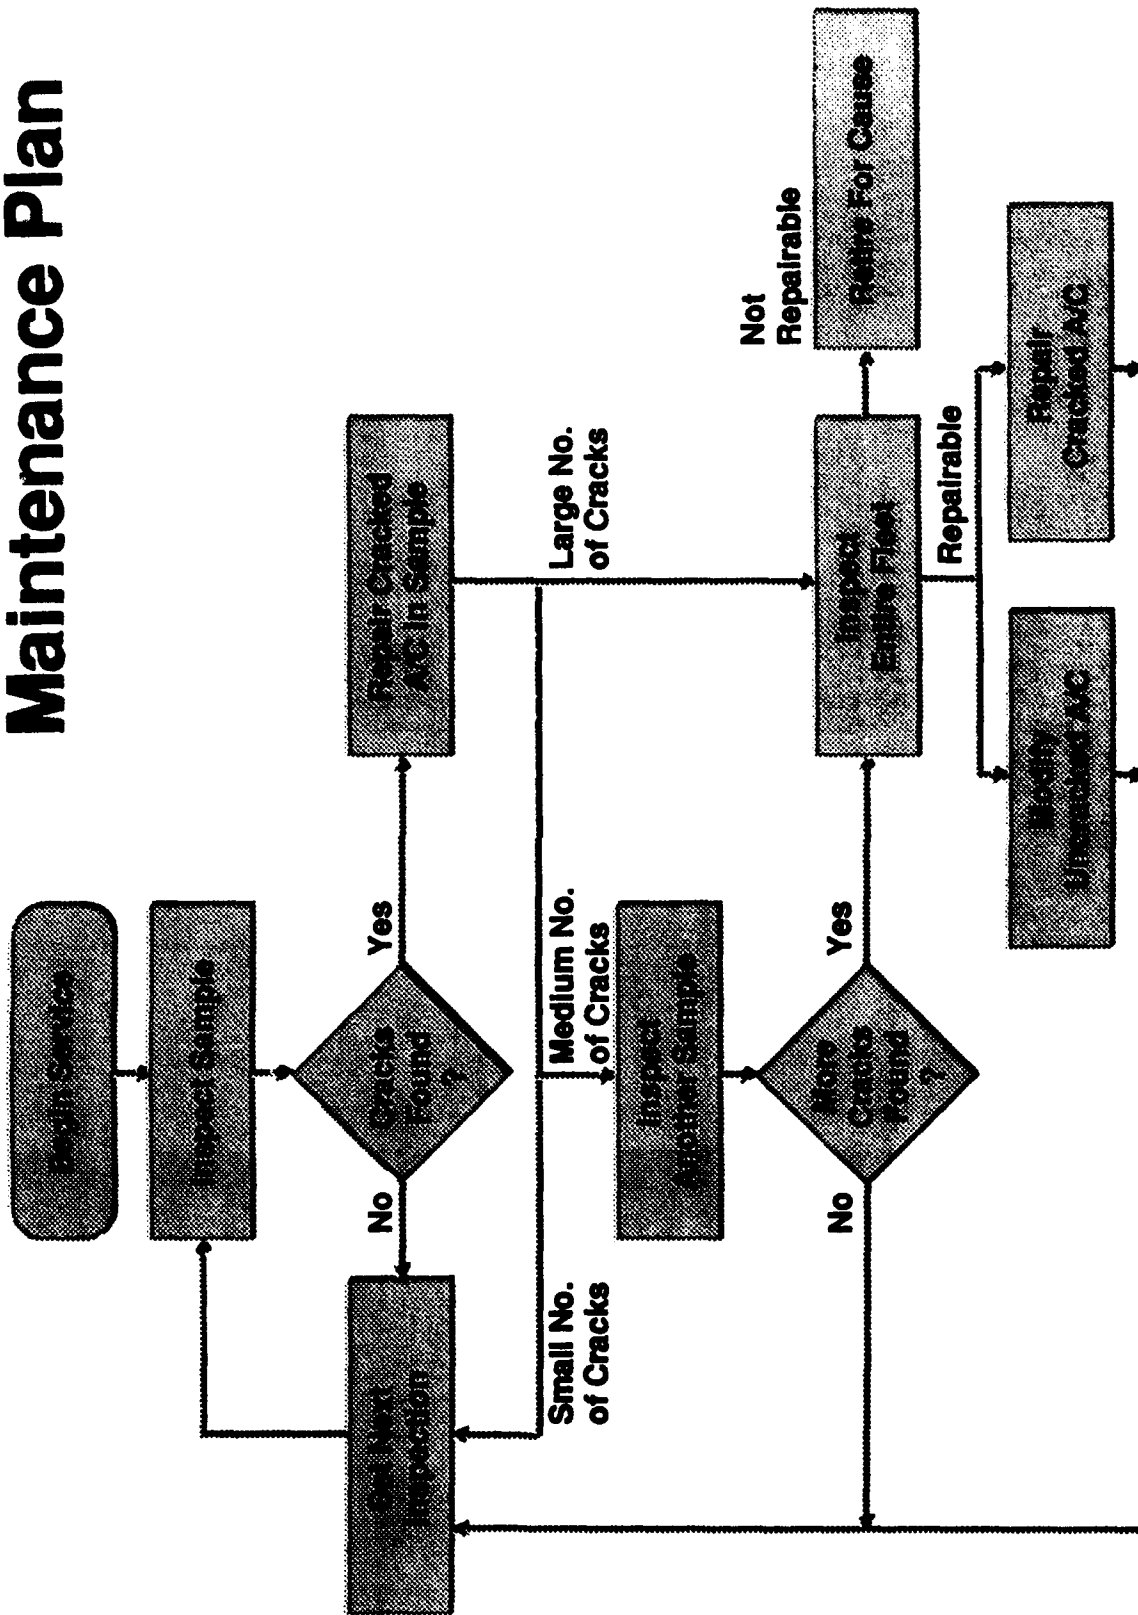 Maintenance Plan
Begin Service
Inspect Sample
Cracks
Found
?
No
Yes
Set Next
Inspection
Repair Cracked
A/C In Sample
Small No.
of Cracks
Medium No.
of Cracks
Large No.
of Cracks
Inspect
Another Sample
More
Cracks
Found
?
No
Yes
Inspect
Entire Fleet
Not
Repairable
Retire For Cause
Repairable
Modify
Uncracked A/C
Repair
Cracked A/C